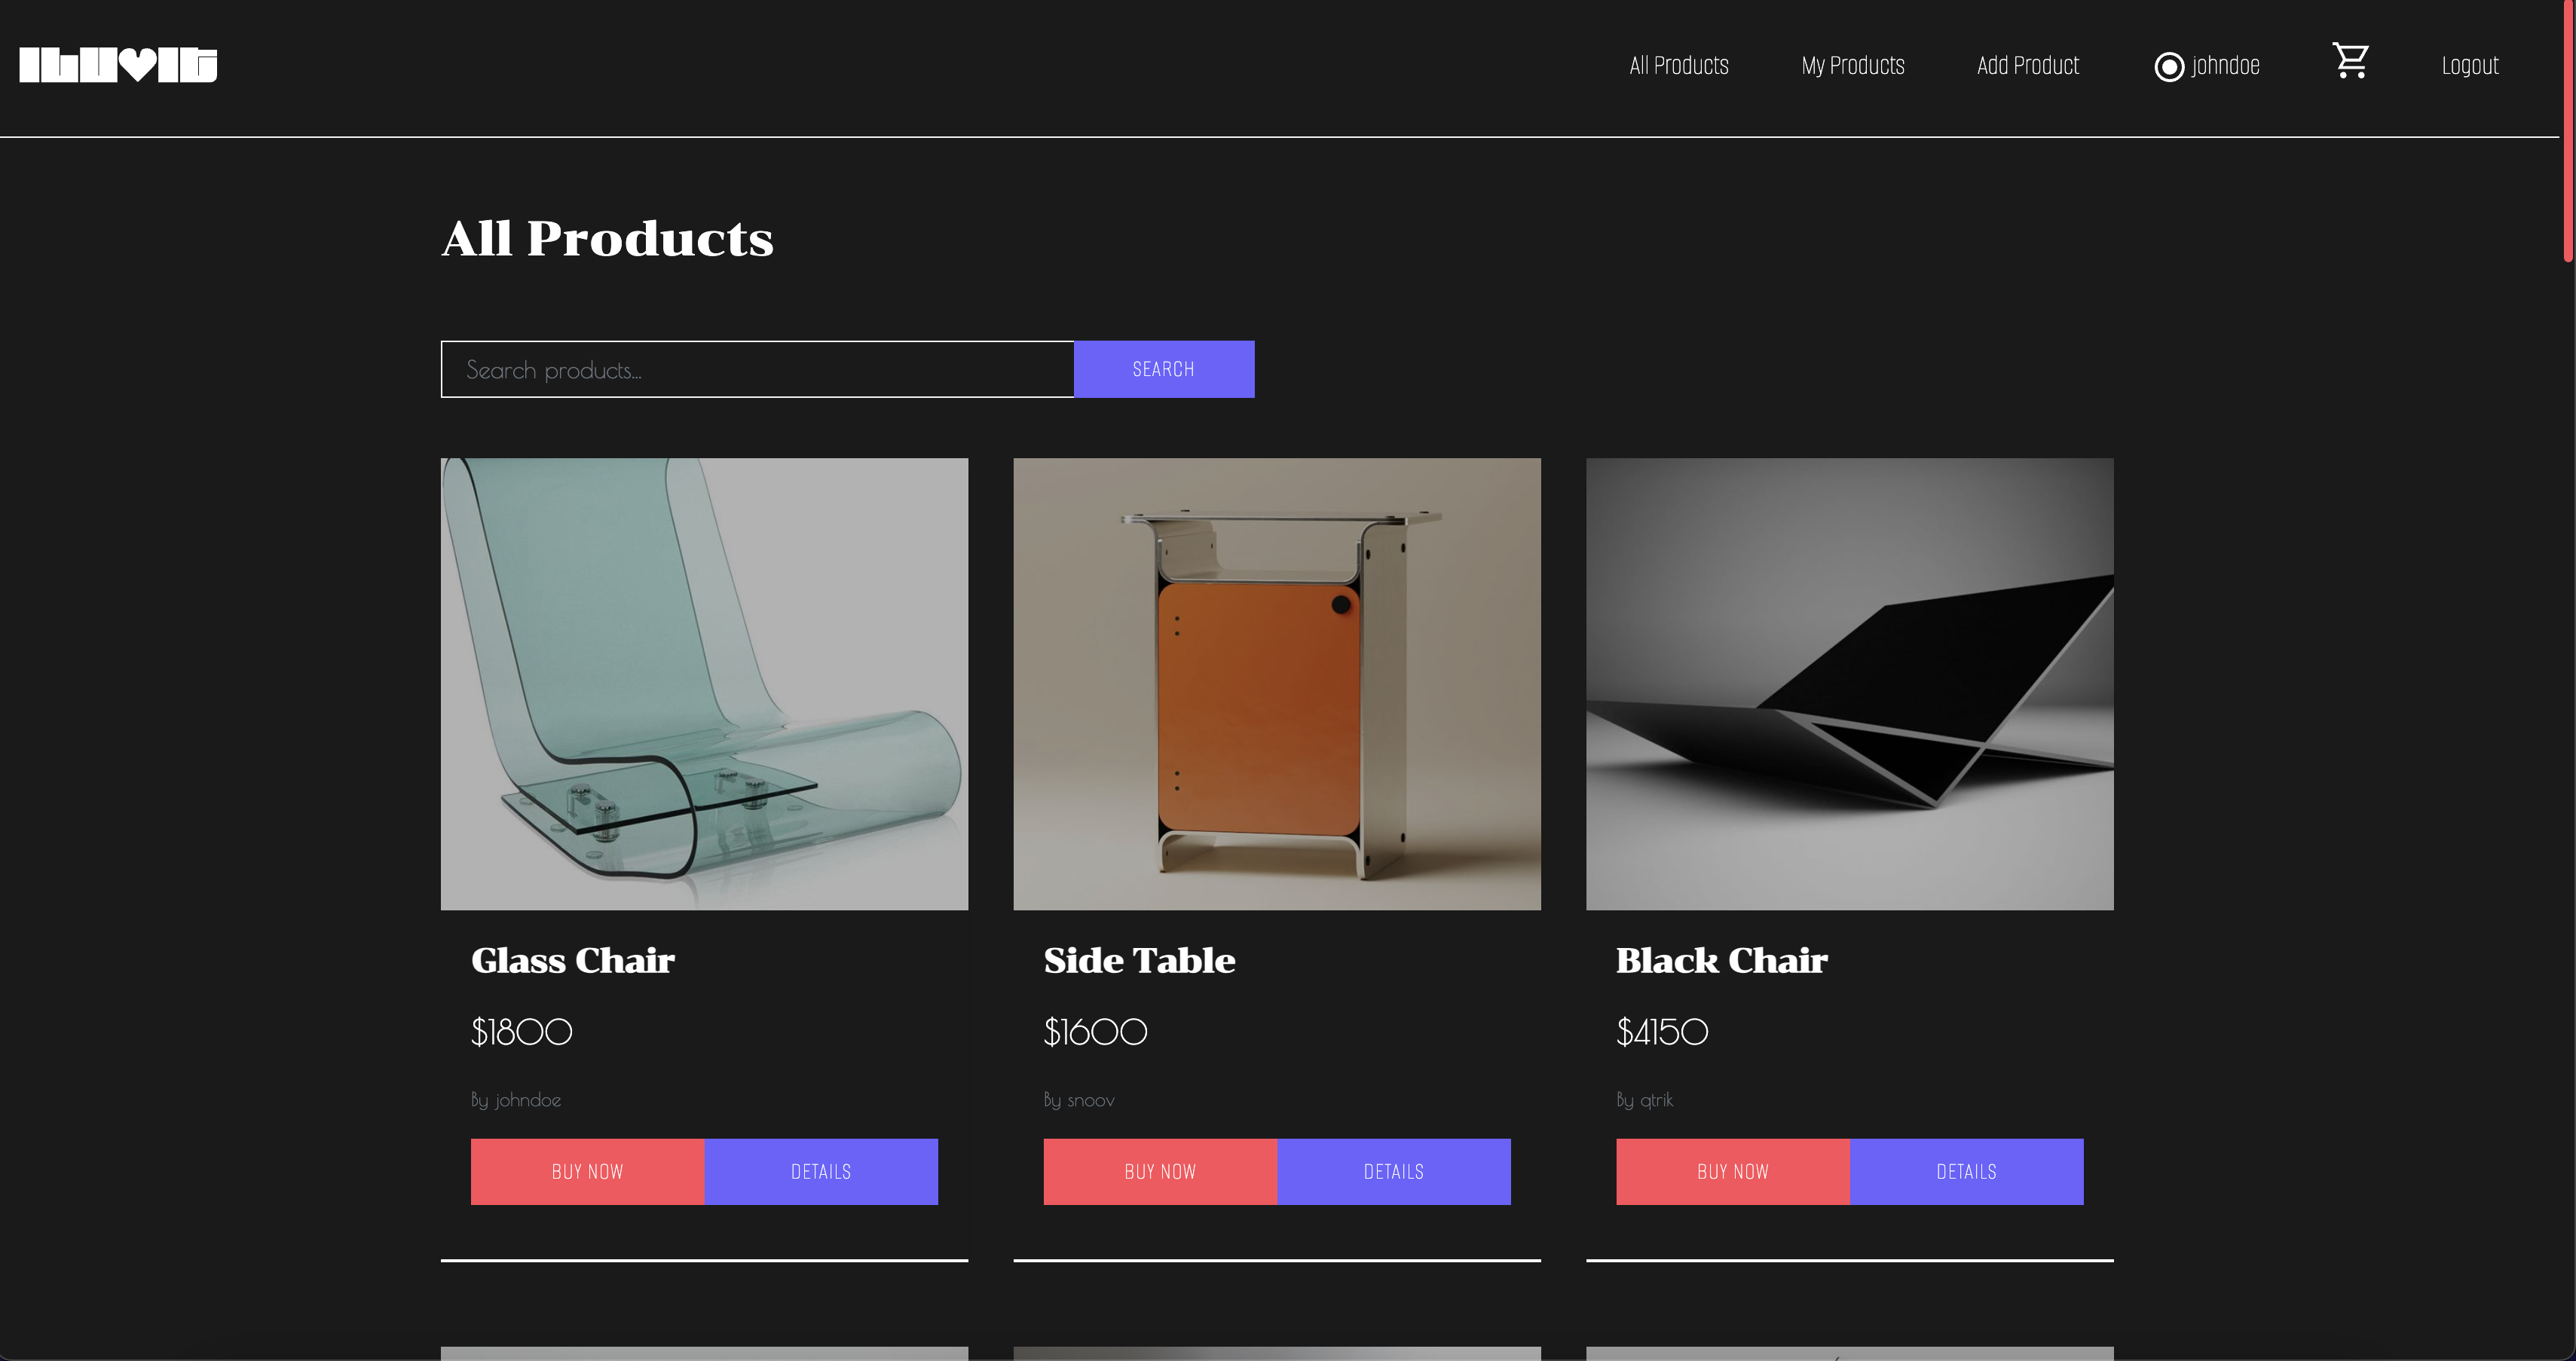 ILUVIT
All Products
My Products
Add Product
johndoe
Logout
All Products
Search products...
SEARCH
Glass Chair
$1800
By johndoe
BUY NOW
DETAILS
Side Table
$1600
By snoov
BUY NOW
DETAILS
Black Chair
$4150
By qtrik
BUY NOW
DETAILS